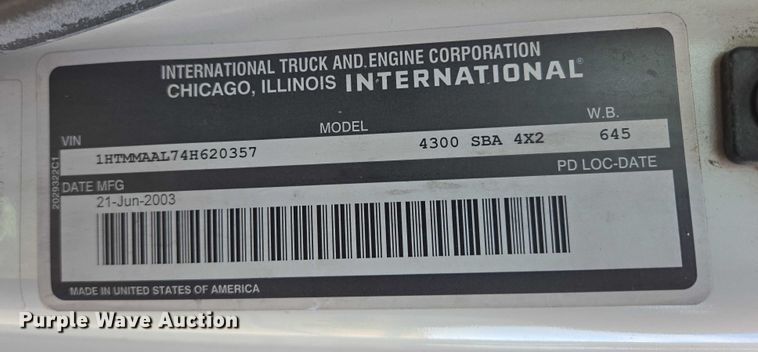 INTERNATIONAL TRUCK AND ENGINE CORPORATION
CHICAGO, ILLINOIS INTERNATIONAL®
VIN MODEL W.B.
1HTMMAAL74H620357 4300 SBA 4X2 645
DATE MFG PD LOC-DATE
21-Jun-2003
MADE IN UNITED STATES OF AMERICA
2029322C1
Purple Wave Auction